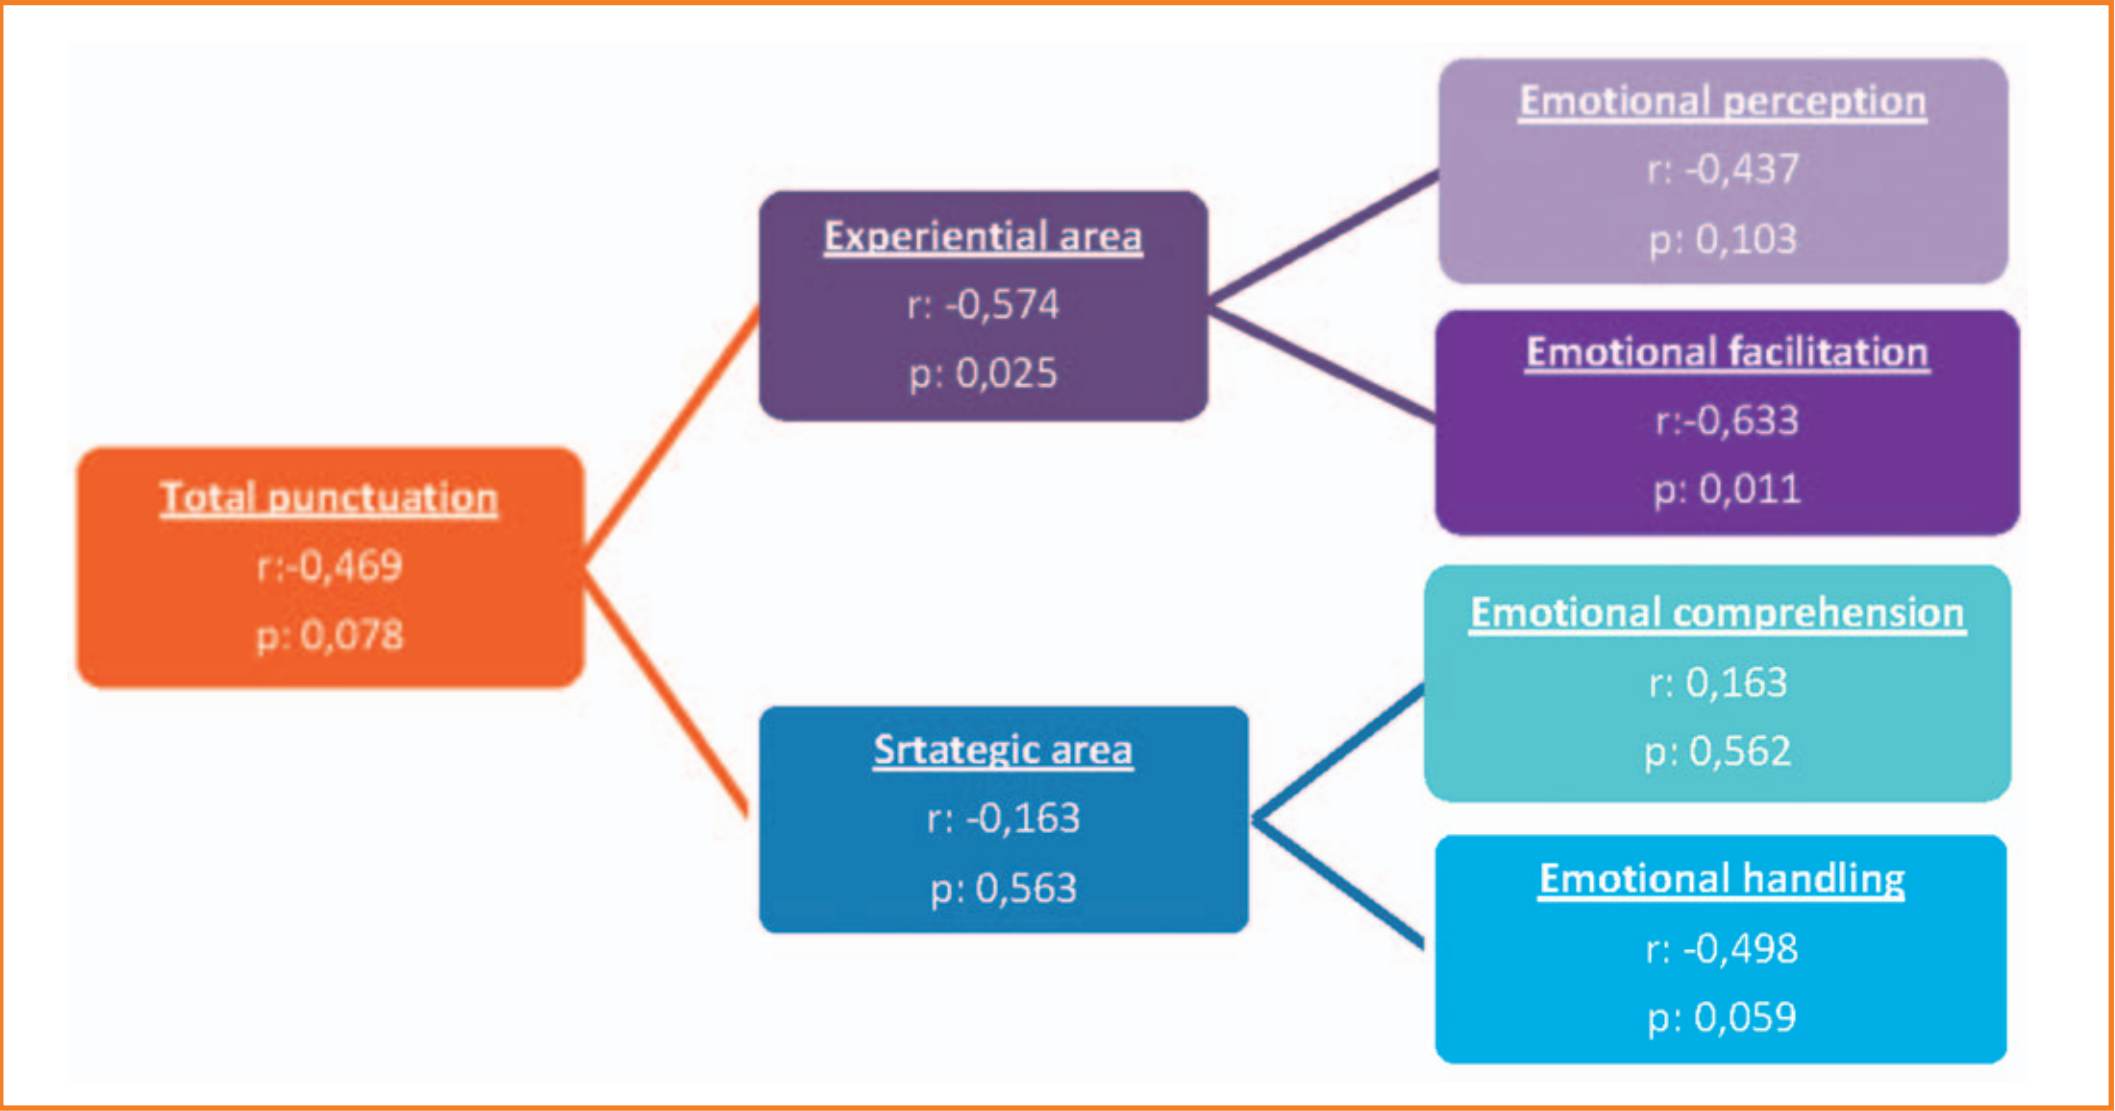 Total punctuation
r:-0,469
p: 0,078
Experiential area
r: -0,574
p: 0,025
Srtategic area
r: -0,163
p: 0,563
Emotional perception
r: -0,437
p: 0,103
Emotional facilitation
r:-0,633
p: 0,011
Emotional comprehension
r: 0,163
p: 0,562
Emotional handling
r: -0,498
p: 0,059